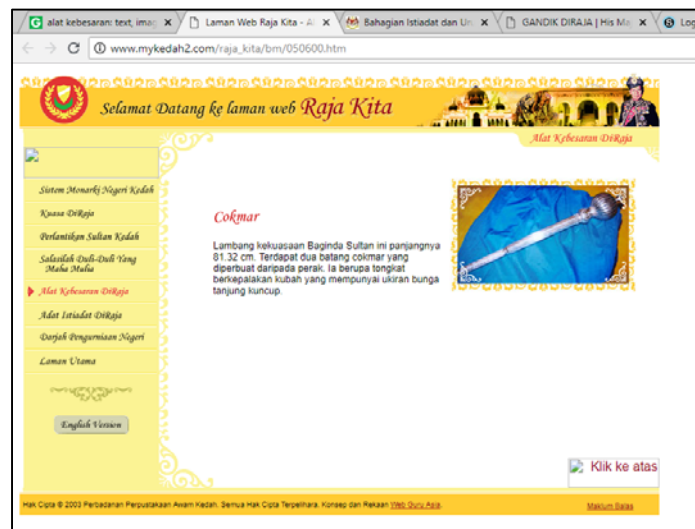 alat kebesaran: text, imag
Laman Web Raja Kita - Al
Bahagian Istiadat dan Uru
GANDIK DIRAJA | His Maj
Log
www.mykedah2.com/raja_kita/bm/050600.htm
Selamat Datang ke laman web Raja Kita
Alat Kebesaran DiRaja
Sistem Monarki Negeri Kedah
Kuasa DiRaja
Perlantikan Sultan Kedah
Salasilah Duli-Duli Yang
Maha Mulia
Alat Kebesaran DiRaja
Adat Istiadat DiRaja
Darjah Pengurniaan Negeri
Laman Utama
English Version
Cokmar
Lambang kekuasaan Baginda Sultan ini panjangnya
81.32 cm. Terdapat dua batang cokmar yang
diperbuat daripada perak. Ia berupa tongkat
berkepalakan kubah yang mempunyai ukiran bunga
tanjung kuncup.
Klik ke atas
Hak Cipta © 2003 Perbadanan Perpustakaan Awam Kedah. Semua Hak Cipta Terpelihara. Konsep dan Rekaan Web Guru Asia.
Maklum Balas